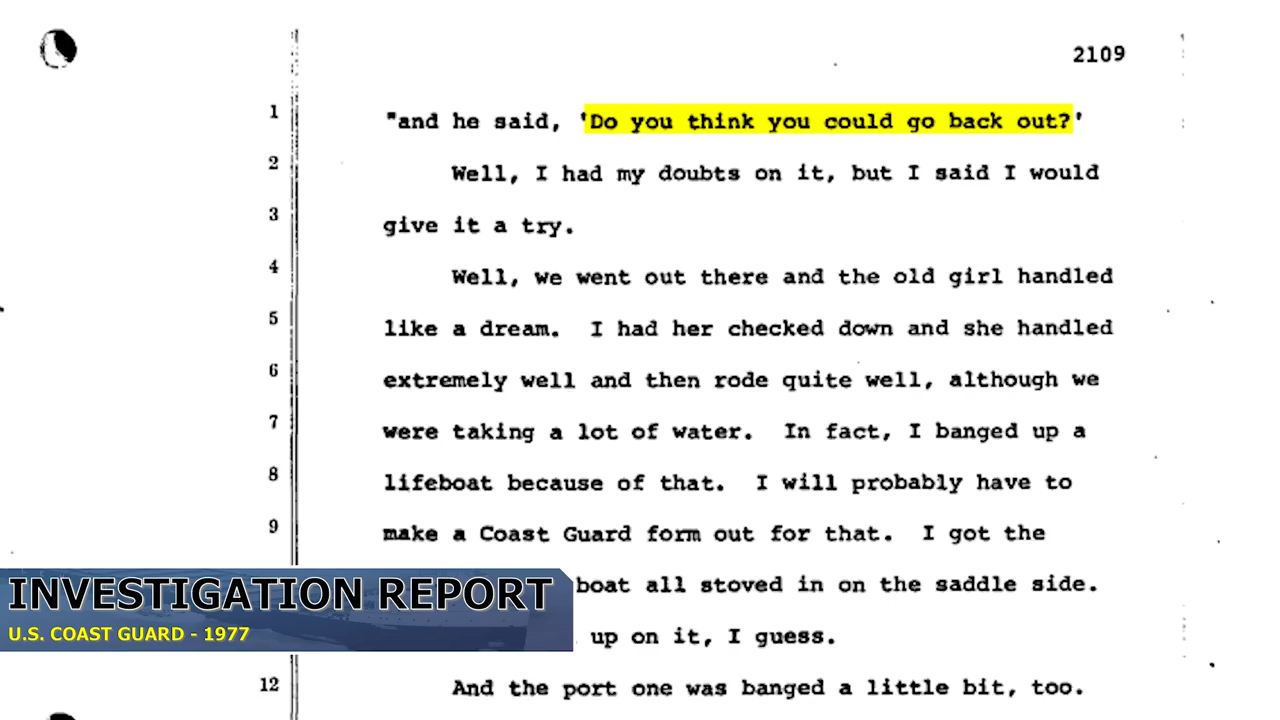 2109
1 "and he said, 'Do you think you could go back out?'
2 Well, I had my doubts on it, but I said I would
3 give it a try.
4 Well, we went out there and the old girl handled
5 like a dream. I had her checked down and she handled
6 extremely well and then rode quite well, although we
7 were taking a lot of water. In fact, I banged up a
8 lifeboat because of that. I will probably have to
9 make a Coast Guard form out for that. I got the
boat all stoved in on the saddle side.
up on it, I guess.
12 And the port one was banged a little bit, too.
INVESTIGATION REPORT
U.S. COAST GUARD - 1977